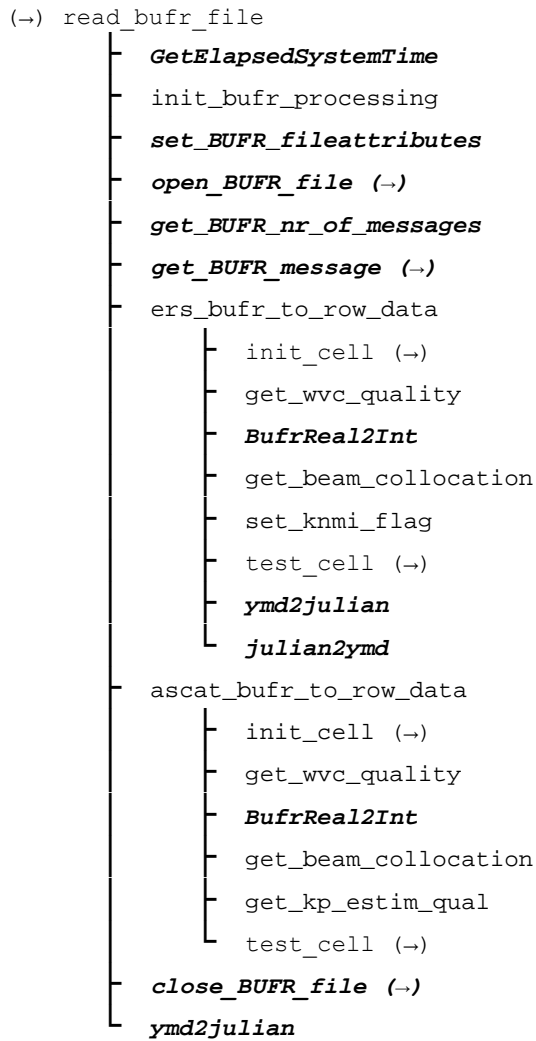 (→) read_bufr_file
GetElapsedSystemTime
init_bufr_processing
set_BUFR_fileattributes
open_BUFR_file (→)
get_BUFR_nr_of_messages
get_BUFR_message (→)
ers_bufr_to_row_data
init_cell (→)
get_wvc_quality
BufrReal2Int
get_beam_collocation
set_knmi_flag
test_cell (→)
ymd2julian
julian2ymd
ascat_bufr_to_row_data
init_cell (→)
get_wvc_quality
BufrReal2Int
get_beam_collocation
get_kp_estim_qual
test_cell (→)
close_BUFR_file (→)
ymd2julian